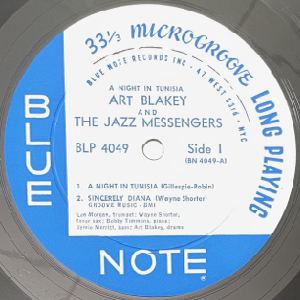 33⅓ MICROGROOVE LONG PLAYING
BLUE NOTE RECORDS INC · 47 WEST 63rd · NYC
A NIGHT IN TUNISIA
ART BLAKEY
AND
THE JAZZ MESSENGERS
BLP 4049 Side 1
(BN 4049-A)
1. A NIGHT IN TUNISIA (Gillespie-Robin)
2. SINCERELY DIANA (Wayne Shorter
GROOVE MUSIC - BMI
Lee Morgan, trumpet; Wayne Shorter,
tenor sax; Bobby Timmons, piano;
Jymie Merritt, bass; Art Blakey, drums
BLUE
NOTE
®